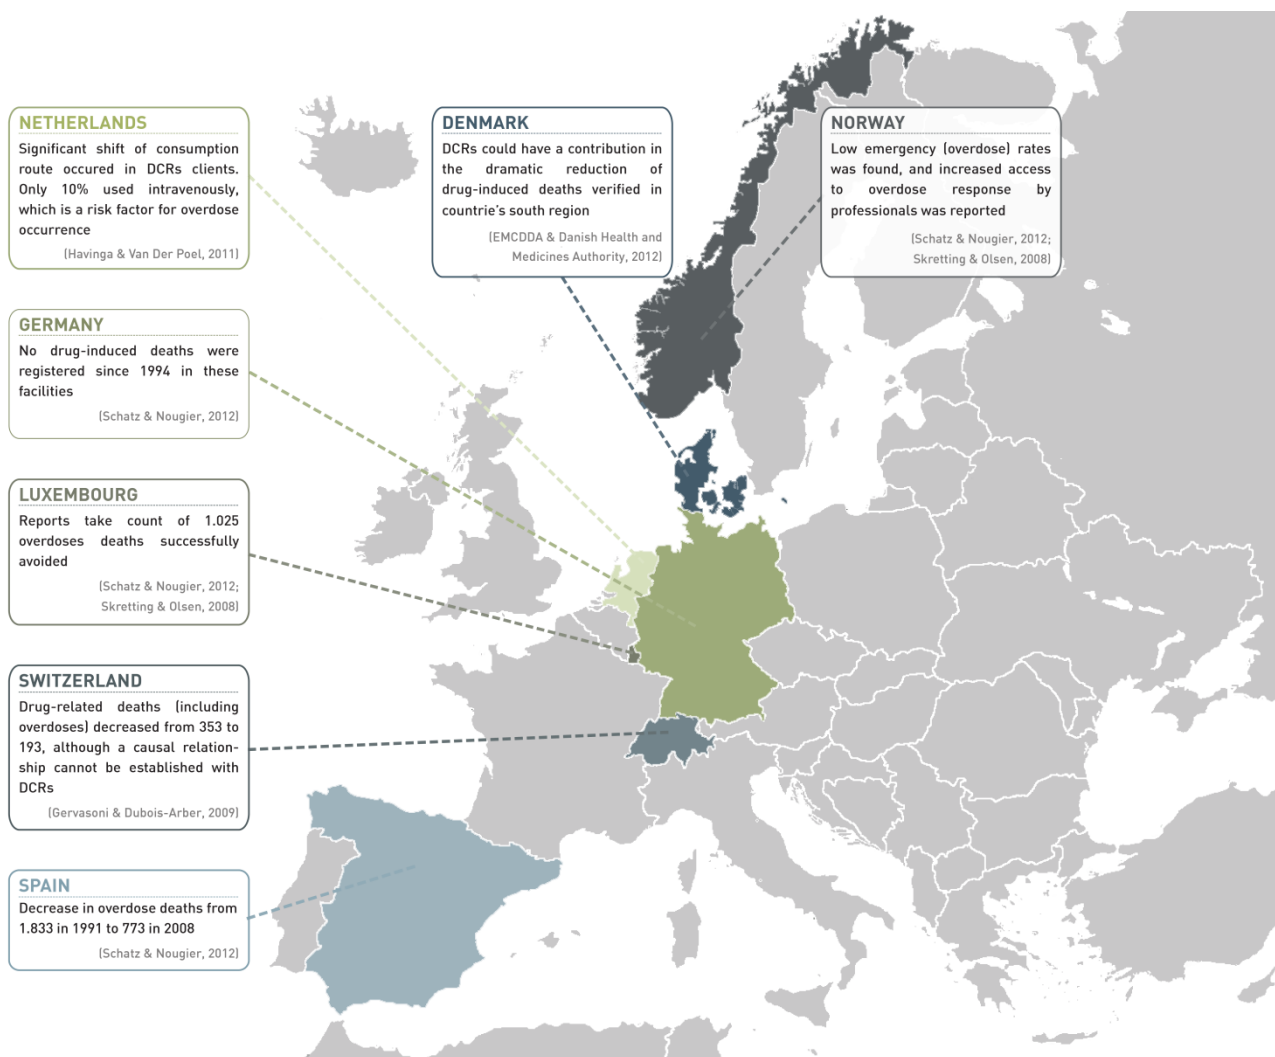 NETHERLANDS
Significant shift of consumption
route occured in DCRs clients.
Only 10% used intravenously,
which is a risk factor for overdose
occurrence
(Havinga & Van Der Poel, 2011)
DENMARK
DCRs could have a contribution in
the dramatic reduction of
drug-induced deaths verified in
countrie's south region
(EMCDDA & Danish Health and
Medicines Authority, 2012)
NORWAY
Low emergency (overdose) rates
was found, and increased access
to overdose response by
professionals was reported
(Schatz & Nougier, 2012;
Skretting & Olsen, 2008)
GERMANY
No drug-induced deaths were
registered since 1994 in these
facilities
(Schatz & Nougier, 2012)
LUXEMBOURG
Reports take count of 1.025
overdoses deaths successfully
avoided
(Schatz & Nougier, 2012;
Skretting & Olsen, 2008)
SWITZERLAND
Drug-related deaths (including
overdoses) decreased from 353 to
193, although a causal relation-
ship cannot be established with
DCRs
(Gervasoni & Dubois-Arber, 2009)
SPAIN
Decrease in overdose deaths from
1.833 in 1991 to 773 in 2008
(Schatz & Nougier, 2012)